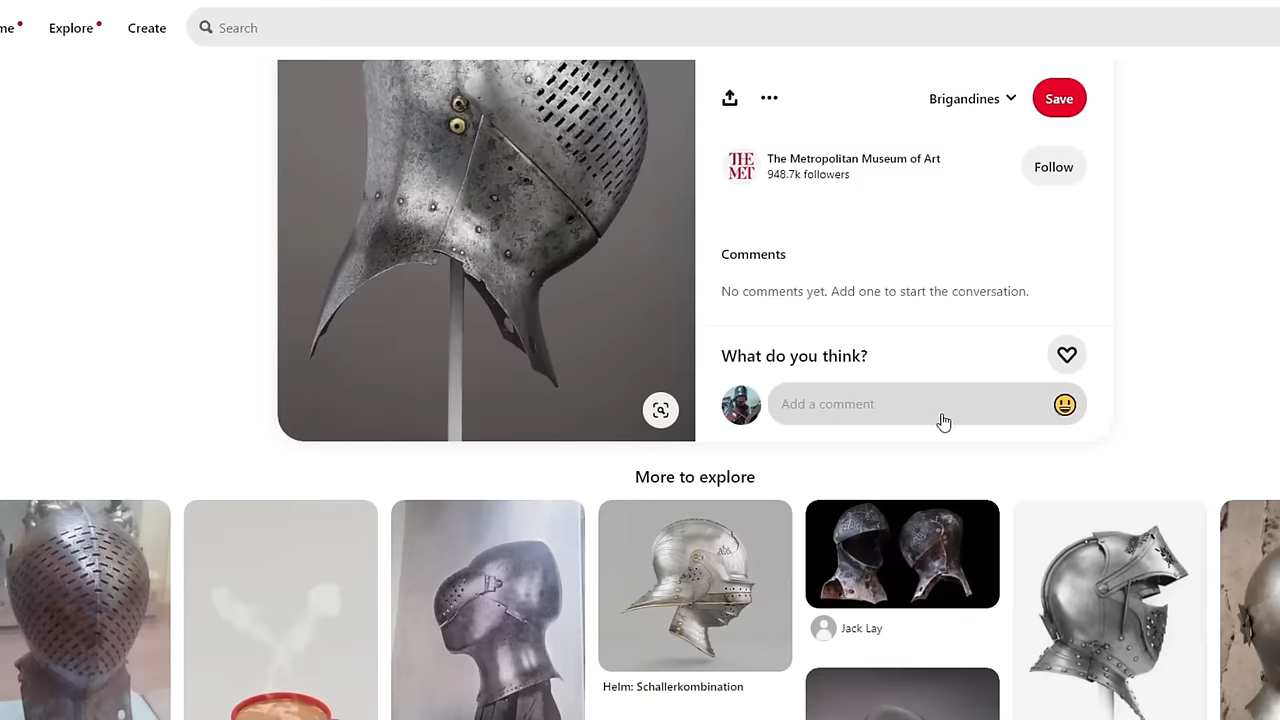 me
Explore
Create
Search
Brigandines
Save
THE
MET
The Metropolitan Museum of Art
948.7k followers
Follow
Comments
No comments yet. Add one to start the conversation.
What do you think?
Add a comment
More to explore
Jack Lay
Helm: Schallerkombination